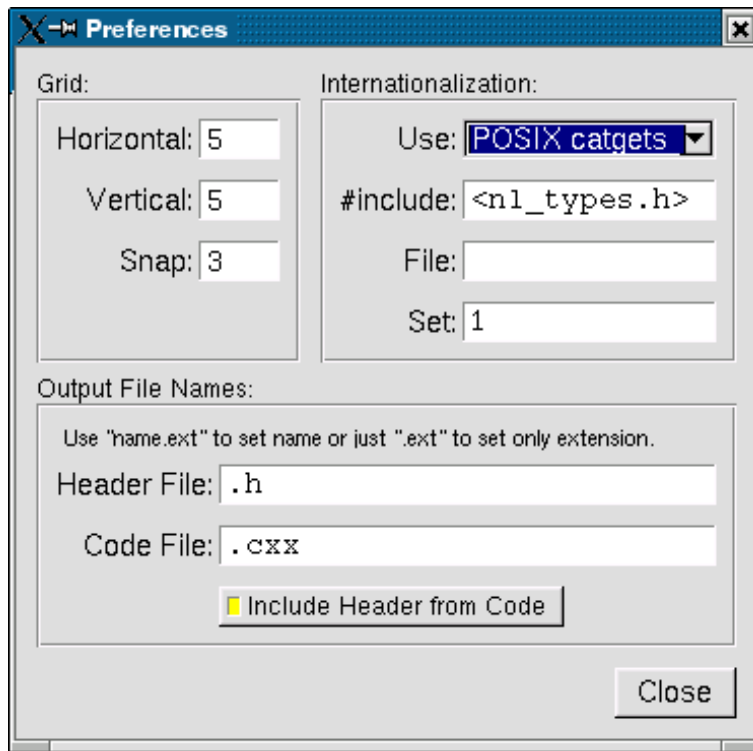 Preferences
Grid:
Horizontal: 5
Vertical: 5
Snap: 3
Internationalization:
Use: POSIX catgets
#include: <nl_types.h>
File:
Set: 1
Output File Names:
Use "name.ext" to set name or just ".ext" to set only extension.
Header File: .h
Code File: .cxx
Include Header from Code
Close